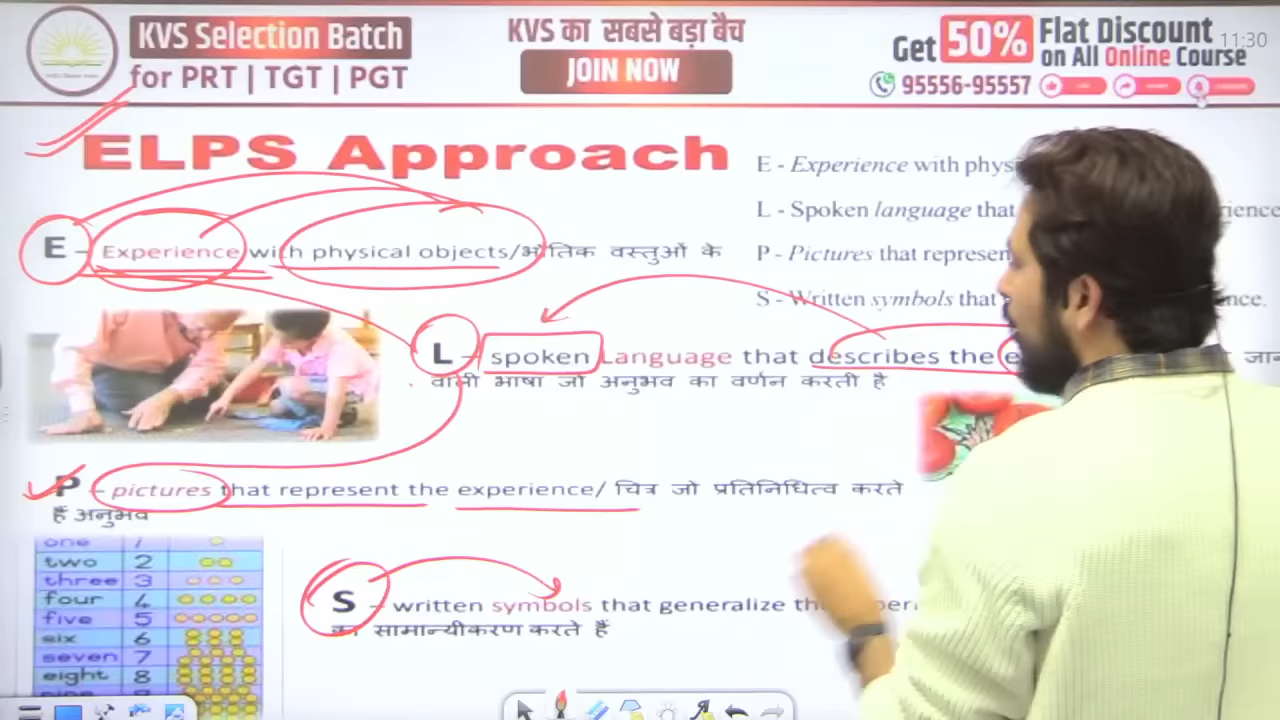 KVS Selection Batch
for PRT | TGT | PGT
KVS का सबसे बड़ा बैच
JOIN NOW
Get 50% Flat Discount
on All Online Course
11:30
95556-95557
ELPS Approach
E - Experience with physical objects/भौतिक वस्तुओं के
E - Experience with
L - Spoken language that
P - Pictures that represent
S - Written symbols that
L - spoken Language that describes the
वाली भाषा जो अनुभव का वर्णन करती है
P - pictures that represent the experience/ चित्र जो प्रतिनिधित्व करते
हैं अनुभव
one 1
two 2
three 3
four 4
five 5
six 6
seven 7
eight 8
S - written symbols that generalize
का सामान्यीकरण करते हैं